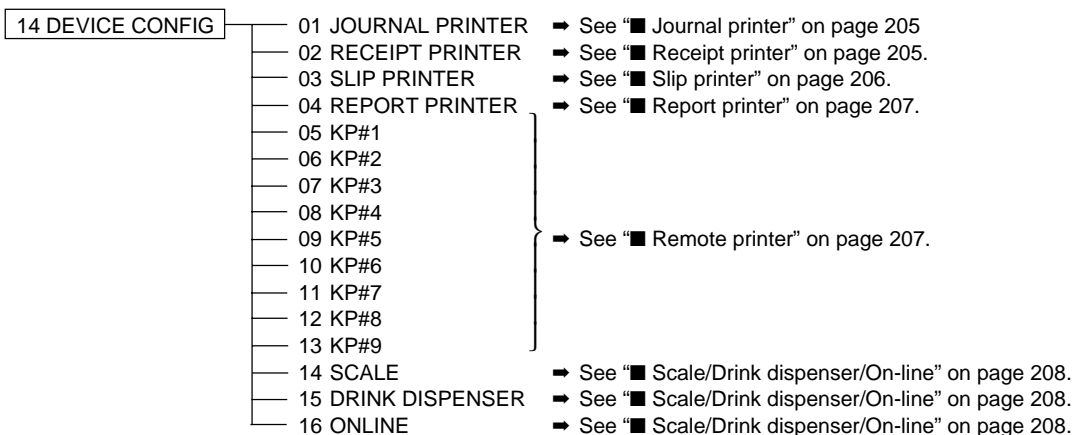 14 DEVICE CONFIG
01 JOURNAL PRINTER ➡ See “■ Journal printer” on page 205
02 RECEIPT PRINTER ➡ See “■ Receipt printer” on page 205.
03 SLIP PRINTER ➡ See “■ Slip printer” on page 206.
04 REPORT PRINTER ➡ See “■ Report printer” on page 207.
05 KP#1
06 KP#2
07 KP#3
08 KP#4
09 KP#5 ➡ See “■ Remote printer” on page 207.
10 KP#6
11 KP#7
12 KP#8
13 KP#9
14 SCALE ➡ See “■ Scale/Drink dispenser/On-line” on page 208.
15 DRINK DISPENSER ➡ See “■ Scale/Drink dispenser/On-line” on page 208.
16 ONLINE ➡ See “■ Scale/Drink dispenser/On-line” on page 208.